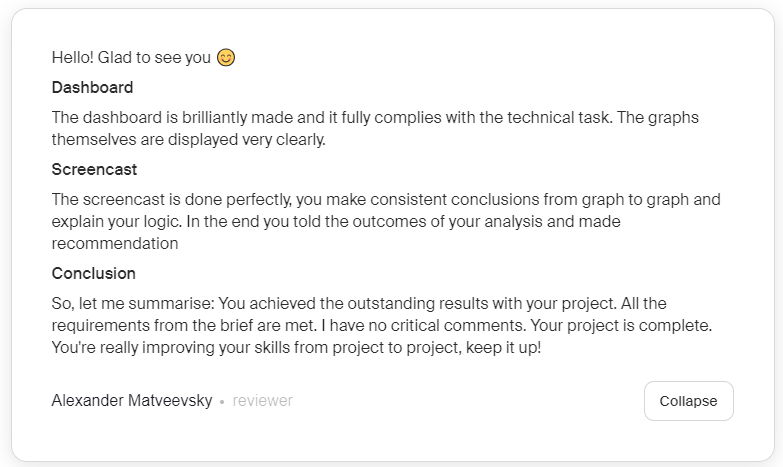 Hello! Glad to see you 😊
Dashboard
The dashboard is brilliantly made and it fully complies with the technical task. The graphs
themselves are displayed very clearly.
Screencast
The screencast is done perfectly, you make consistent conclusions from graph to graph and
explain your logic. In the end you told the outcomes of your analysis and made
recommendation
Conclusion
So, let me summarise: You achieved the outstanding results with your project. All the
requirements from the brief are met. I have no critical comments. Your project is complete.
You're really improving your skills from project to project, keep it up!
Alexander Matveevsky • reviewer
Collapse